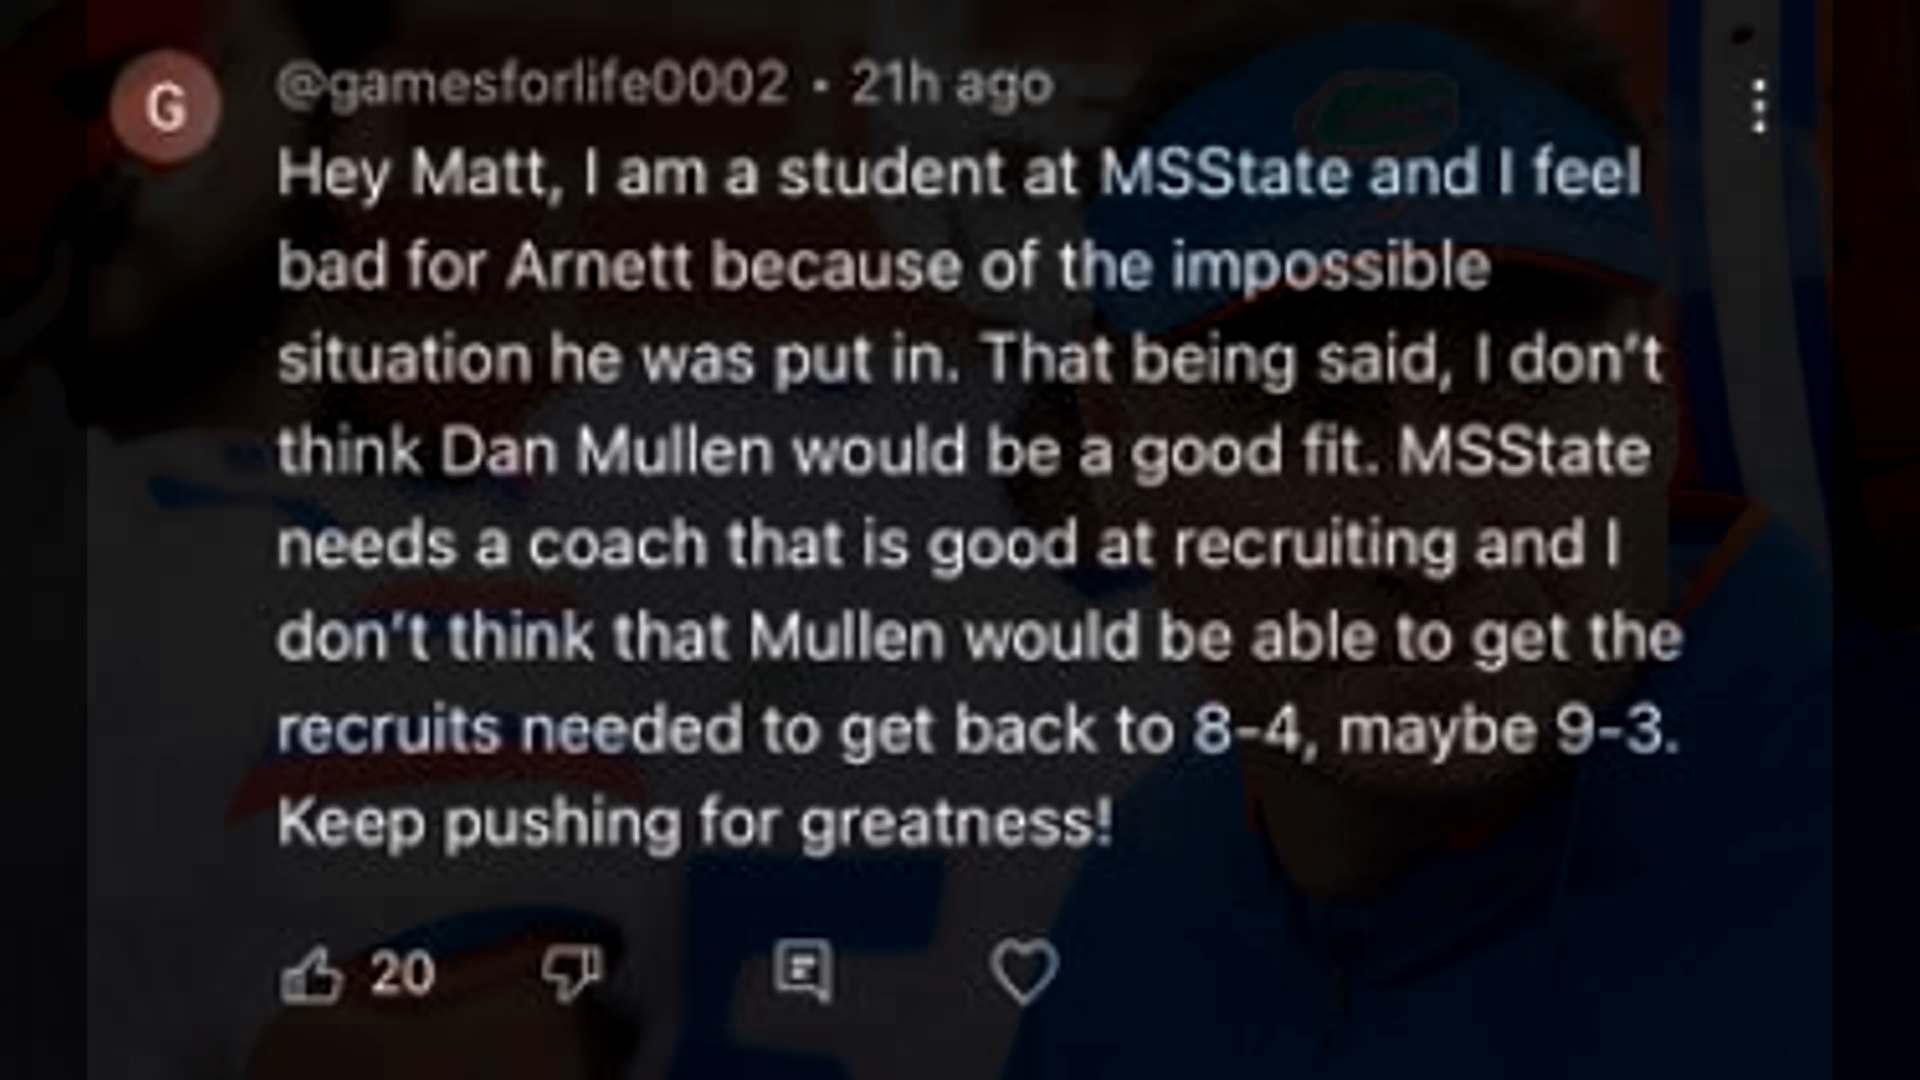 G
@gamesforlife0002 · 21h ago
Hey Matt, I am a student at MSState and I feel
bad for Arnett because of the impossible
situation he was put in. That being said, I don't
think Dan Mullen would be a good fit. MSState
needs a coach that is good at recruiting and I
don't think that Mullen would be able to get the
recruits needed to get back to 8-4, maybe 9-3.
Keep pushing for greatness!
20